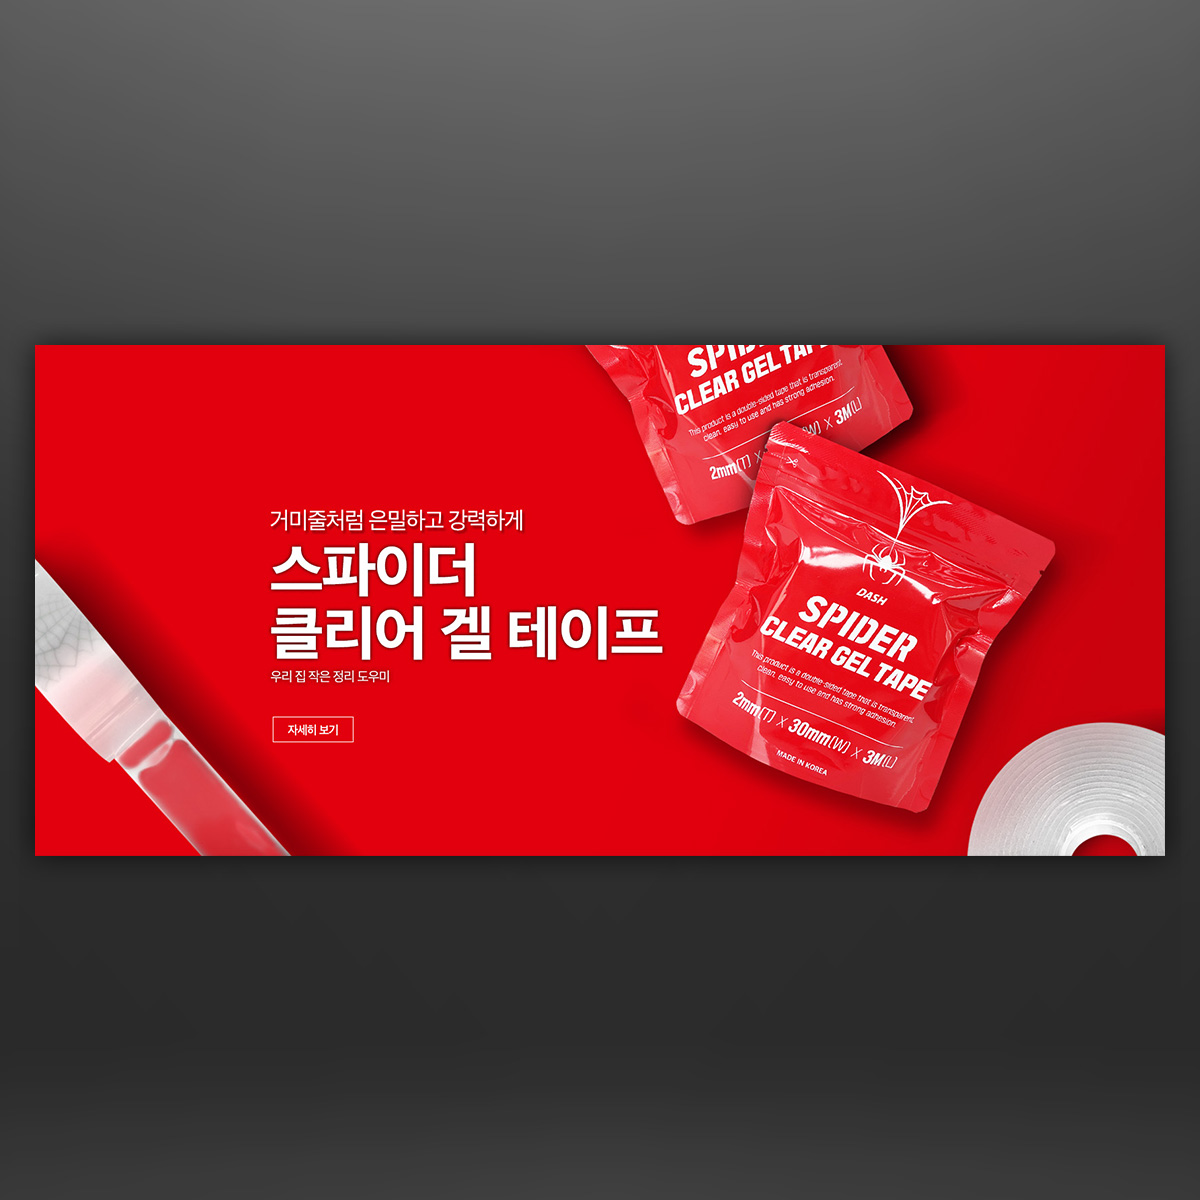 거미줄처럼 은밀하고 강력하게
스파이더
클리어 겔 테이프
우리 집 작은 정리 도우미
자세히 보기
CLEAR GEL TAPE
This product is a double-sided tape that is transparent,
clean, easy to use and has strong adhesion.
2mm(T) X (W) X 3M(L)
DASH
SPIDER
CLEAR GEL TAPE
This product is a double-sided tape that is transparent,
clean, easy to use and has strong adhesion.
2mm(T) X 30mm(W) X 3M(L)
MADE IN KOREA